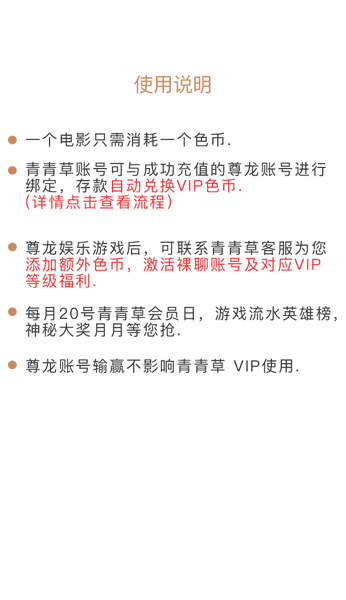 使用说明
一个电影只需消耗一个色币.
青青草账号可与成功充值的尊龙账号进行
绑定，存款自动兑换VIP色币.
(详情点击查看流程)
尊龙娱乐游戏后，可联系青青草客服为您
添加额外色币，激活裸聊账号及对应VIP
等级福利.
每月20号青青草会员日，游戏流水英雄榜，
神秘大奖月月等您抢.
尊龙账号输赢不影响青青草 VIP使用.